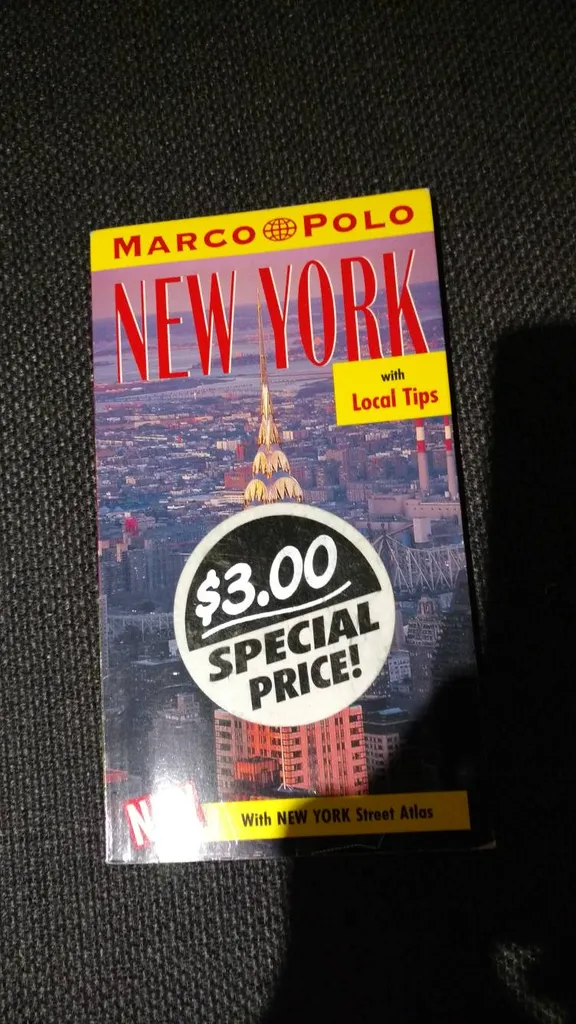 MARCO POLO
NEW YORK
with
Local Tips
$3.00
SPECIAL
PRICE!
With NEW YORK Street Atlas